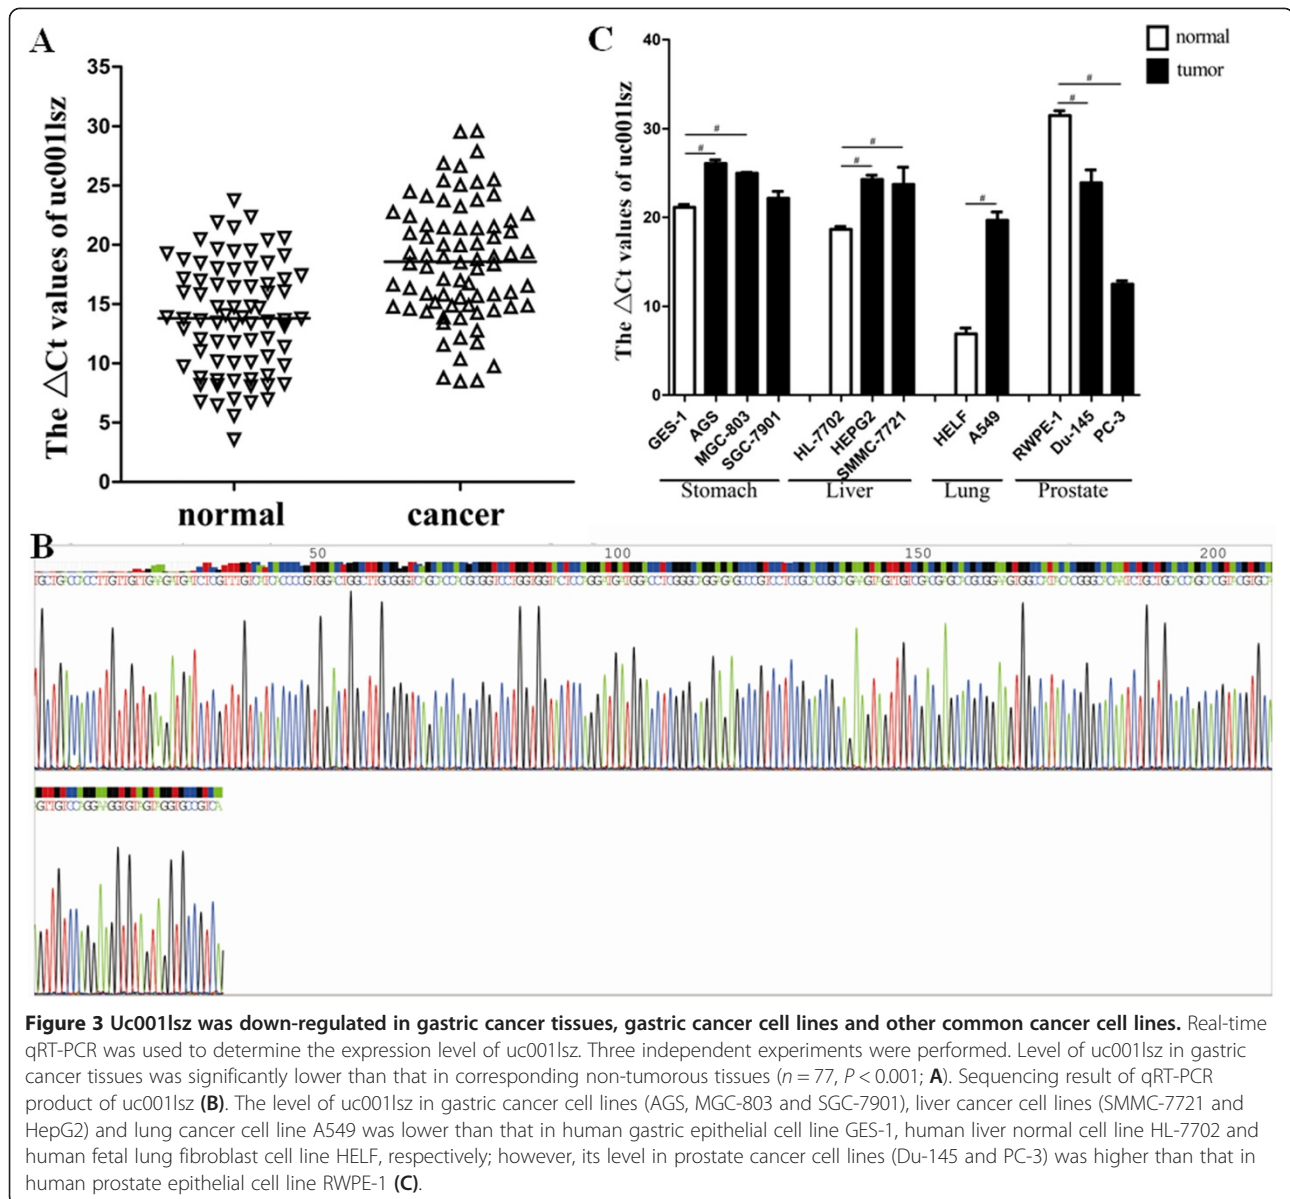 A
The △Ct values of uc001lsz
35
30
25
20
15
10
5
0
normal
cancer
C
The △Ct values of uc001lsz
40
30
20
10
0
normal
tumor
#
#
#
#
#
#
#
GES-1
AGS
MGC-803
SGC-7901
HL-7702
HEPG2
SMMC-7721
HELF
A549
RWPE-1
Du-145
PC-3
Stomach
Liver
Lung
Prostate
B
50
100
150
200
Figure 3 Uc001lsz was down-regulated in gastric cancer tissues, gastric cancer cell lines and other common cancer cell lines. Real-time
qRT-PCR was used to determine the expression level of uc001lsz. Three independent experiments were performed. Level of uc001lsz in gastric
cancer tissues was significantly lower than that in corresponding non-tumorous tissues (n = 77, P < 0.001; A). Sequencing result of qRT-PCR
product of uc001lsz (B). The level of uc001lsz in gastric cancer cell lines (AGS, MGC-803 and SGC-7901), liver cancer cell lines (SMMC-7721 and
HepG2) and lung cancer cell line A549 was lower than that in human gastric epithelial cell line GES-1, human liver normal cell line HL-7702 and
human fetal lung fibroblast cell line HELF, respectively; however, its level in prostate cancer cell lines (Du-145 and PC-3) was higher than that in
human prostate epithelial cell line RWPE-1 (C).